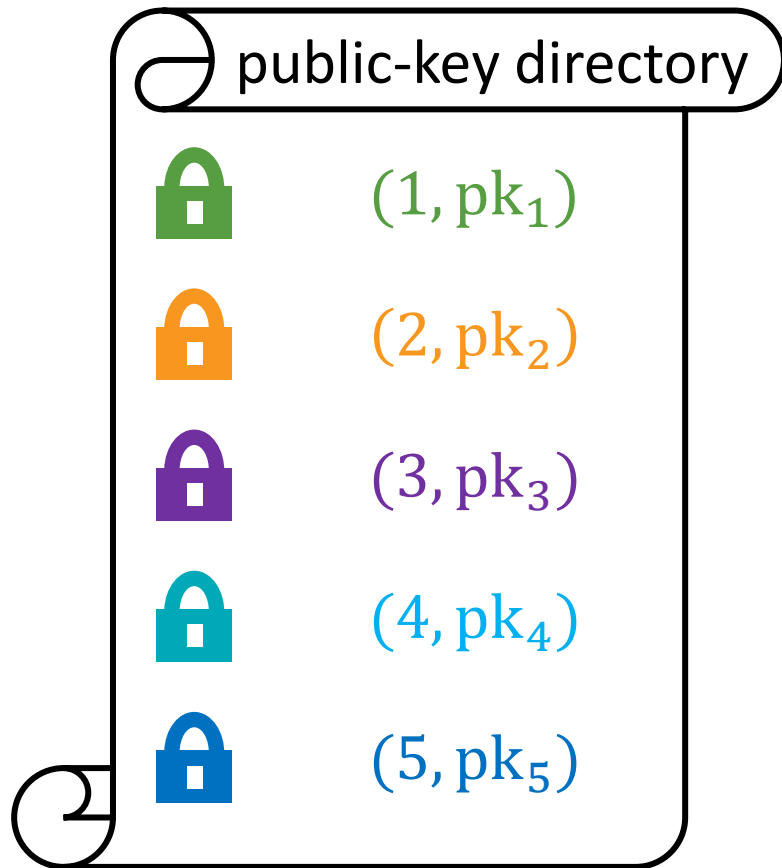 public-key directory
(1, pk₁)
(2, pk₂)
(3, pk₃)
(4, pk₄)
(5, pk₅)